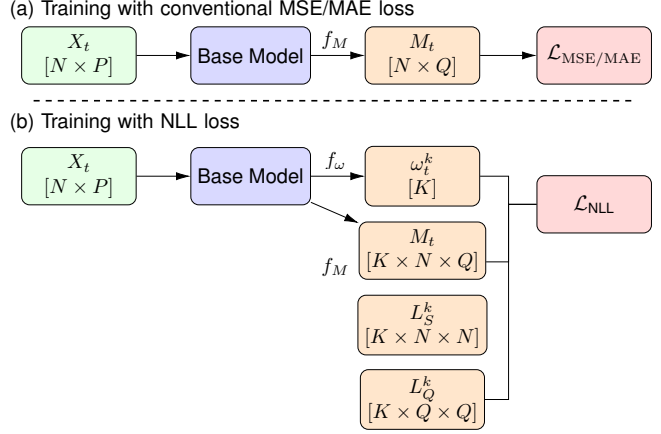 (a) Training with conventional MSE/MAE loss
X_t
[N × P]
Base Model
f_M
M_t
[N × Q]
ℒ_MSE/MAE
(b) Training with NLL loss
X_t
[N × P]
Base Model
f_ω
ω_t^k
[K]
ℒ_NLL
f_M
M_t
[K × N × Q]
L_S^k
[K × N × N]
L_Q^k
[K × Q × Q]